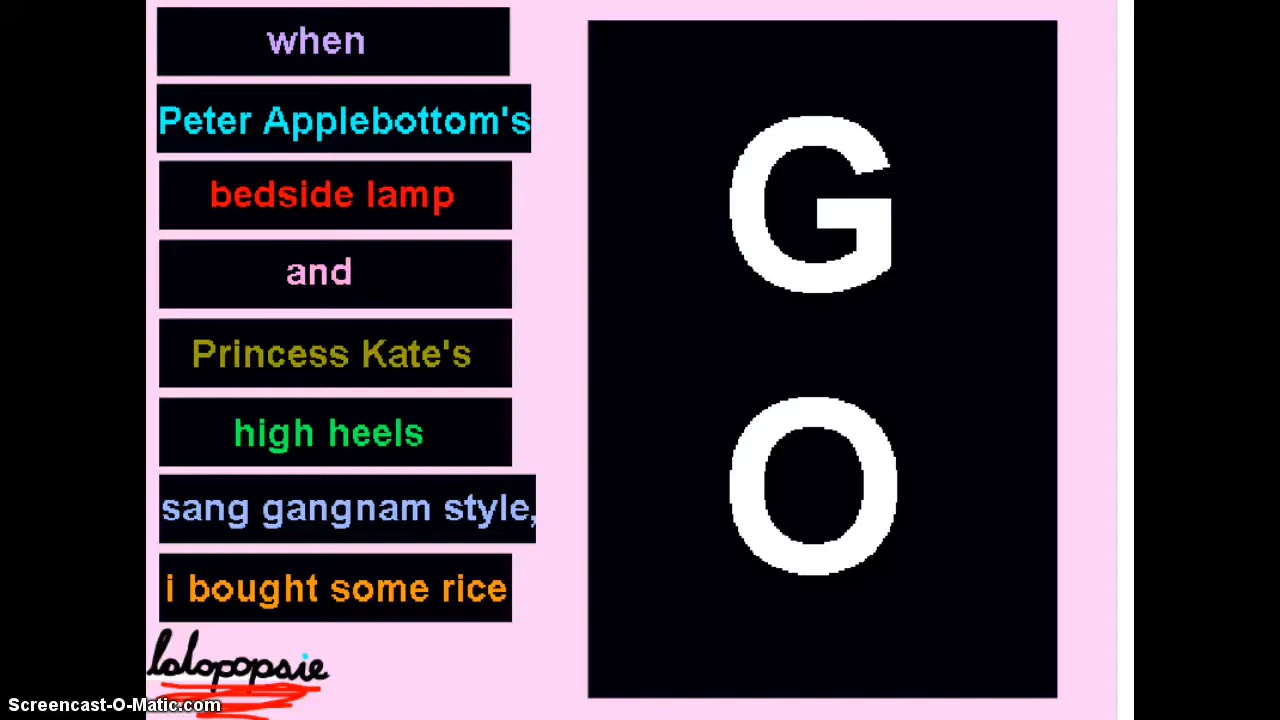 when
Peter Applebottom's
bedside lamp
and
Princess Kate's
high heels
sang gangnam style,
i bought some rice
G
O
lolopopsie
Screencast-O-Matic.com